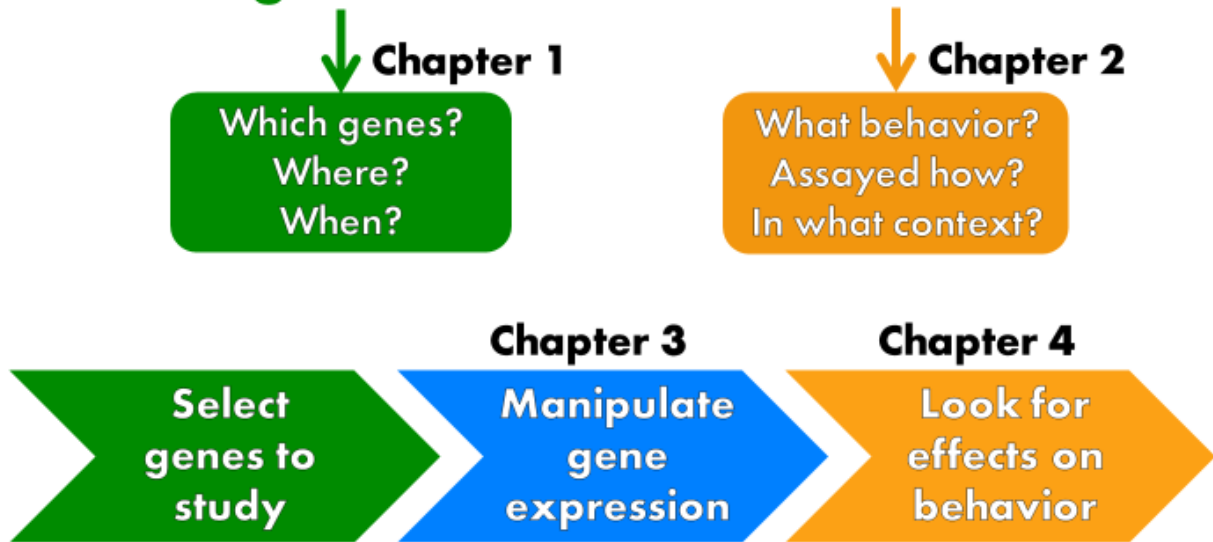 Chapter 1
Chapter 2
Which genes?
Where?
When?
What behavior?
Assayed how?
In what context?
Chapter 3
Chapter 4
Select
genes to
study
Manipulate
gene
expression
Look for
effects on
behavior